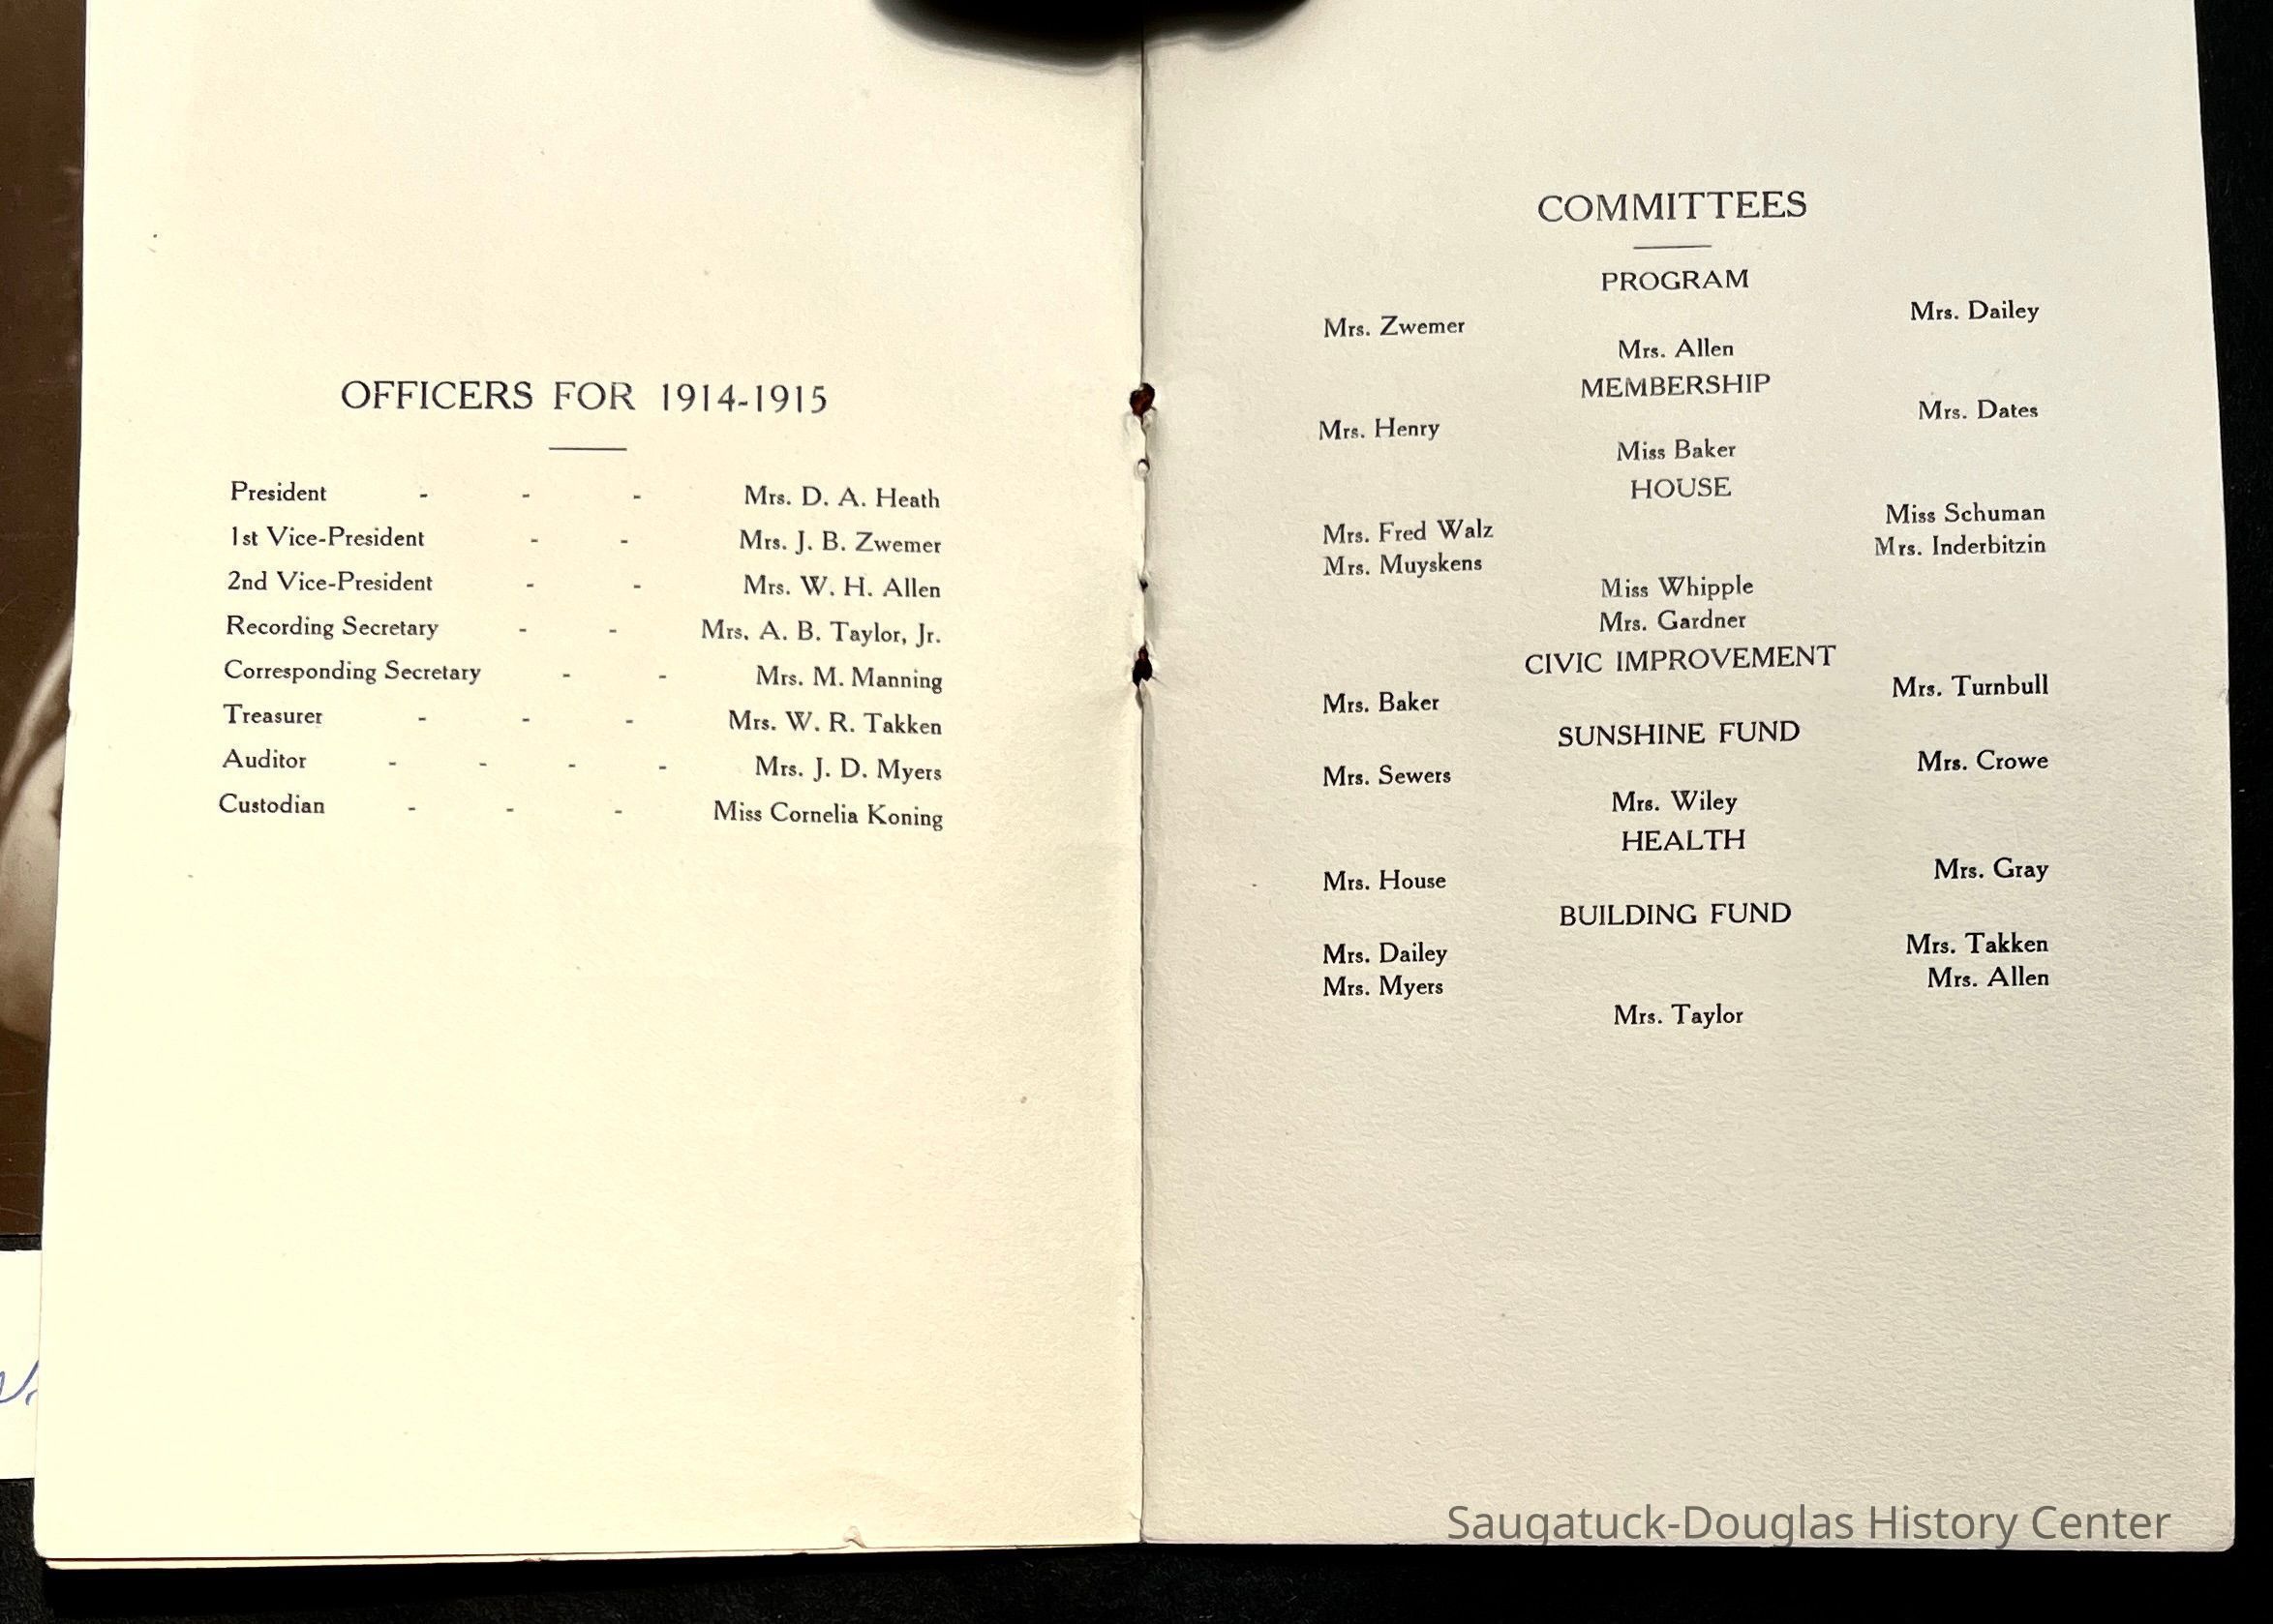 OFFICERS FOR 1914-1915
President - - - Mrs. D. A. Heath
1st Vice-President - - Mrs. J. B. Zwemer
2nd Vice-President - - Mrs. W. H. Allen
Recording Secretary - - Mrs. A. B. Taylor, Jr.
Corresponding Secretary - - Mrs. M. Manning
Treasurer - - - Mrs. W. R. Takken
Auditor - - - - Mrs. J. D. Myers
Custodian - - - Miss Cornelia Koning
COMMITTEES
PROGRAM
Mrs. Zwemer Mrs. Dailey
Mrs. Allen
MEMBERSHIP
Mrs. Henry Mrs. Dates
Miss Baker
HOUSE
Mrs. Fred Walz Miss Schuman
Mrs. Muyskens Mrs. Inderbitzin
Miss Whipple
Mrs. Gardner
CIVIC IMPROVEMENT
Mrs. Baker Mrs. Turnbull
SUNSHINE FUND
Mrs. Sewers Mrs. Crowe
Mrs. Wiley
HEALTH
Mrs. House Mrs. Gray
BUILDING FUND
Mrs. Dailey Mrs. Takken
Mrs. Myers Mrs. Allen
Mrs. Taylor
Saugatuck-Douglas History Center